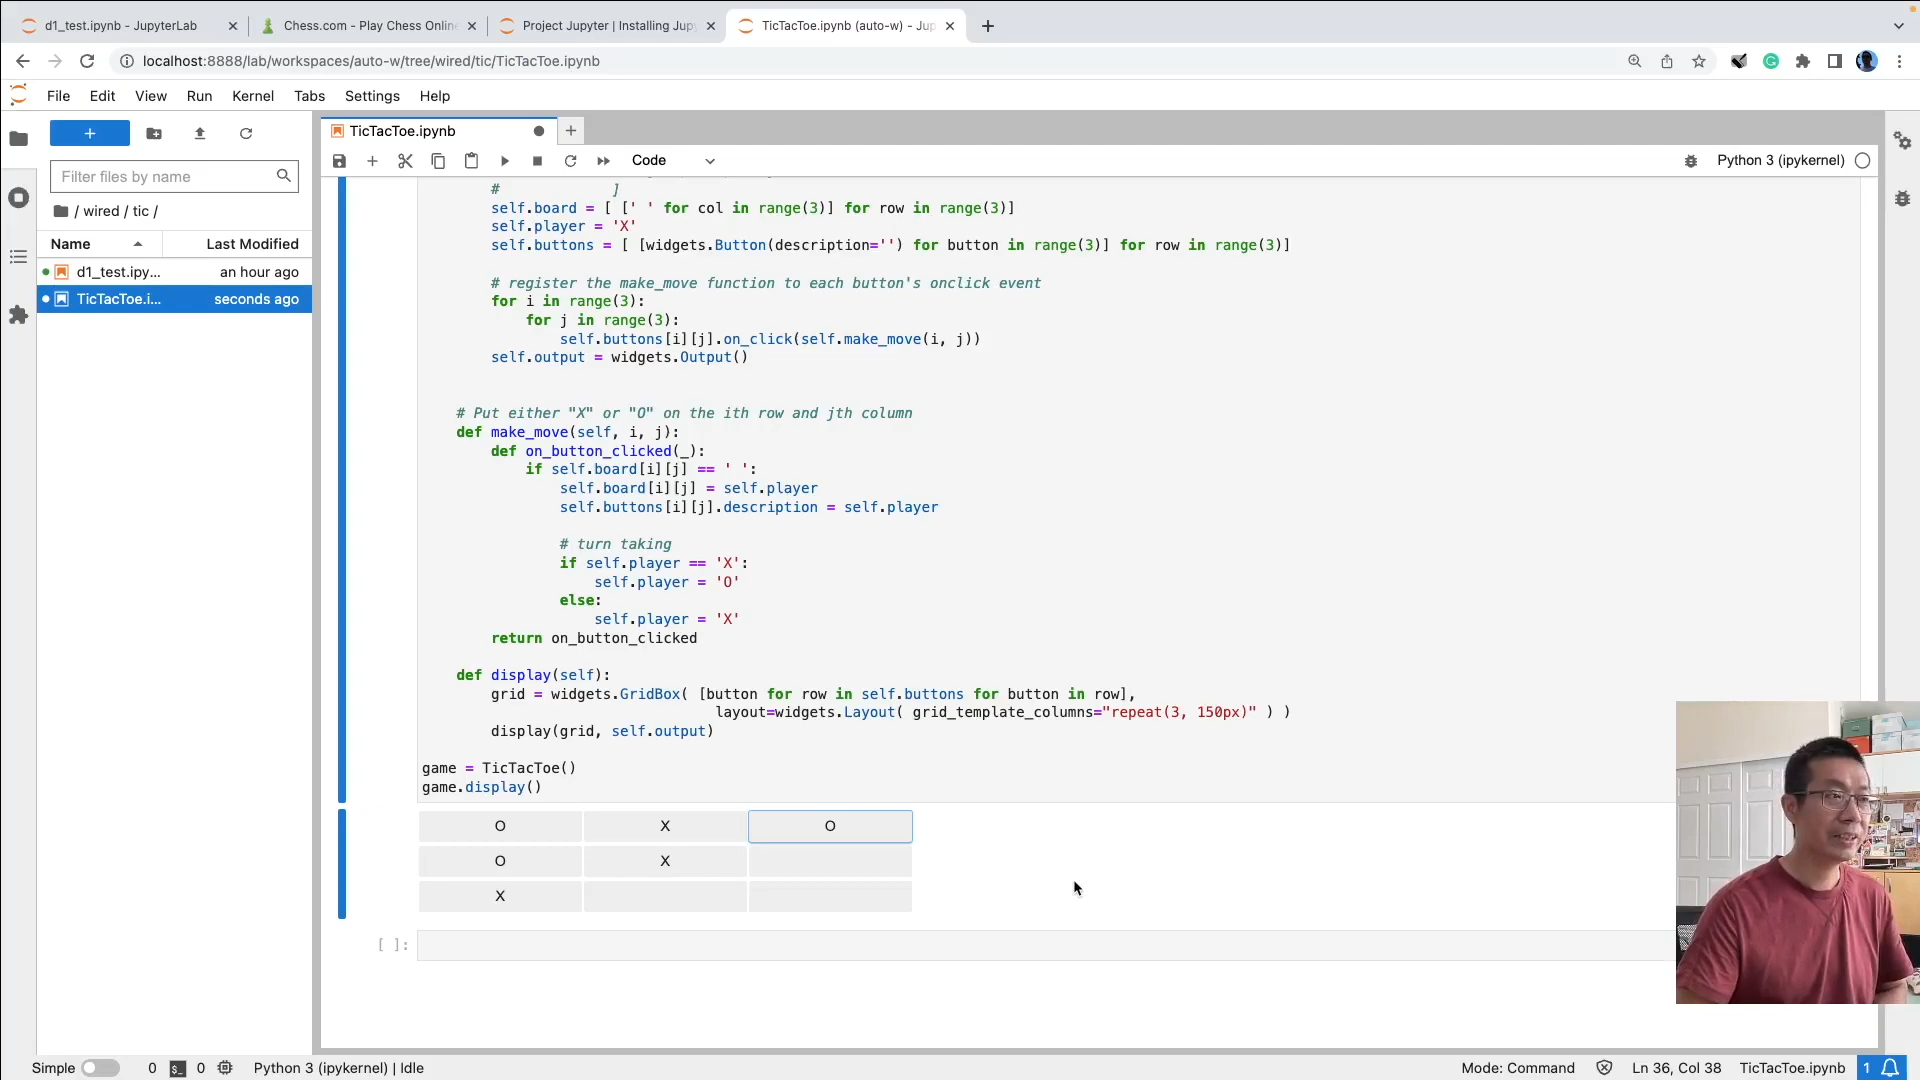 d1_test.ipynb - JupyterLab
Chess.com - Play Chess Online
Project Jupyter | Installing Jup
TicTacToe.ipynb (auto-w) - Jup
localhost:8888/lab/workspaces/auto-w/tree/wired/tic/TicTacToe.ipynb
File Edit View Run Kernel Tabs Settings Help
TicTacToe.ipynb
Code
Python 3 (ipykernel)
Filter files by name
/ wired / tic /
Name Last Modified
d1_test.ipy... an hour ago
TicTacToe.i... seconds ago
# ]
self.board = [ [' ' for col in range(3)] for row in range(3)]
self.player = 'X'
self.buttons = [ [widgets.Button(description='') for button in range(3)] for row in range(3)]
# register the make_move function to each button's onclick event
for i in range(3):
for j in range(3):
self.buttons[i][j].on_click(self.make_move(i, j))
self.output = widgets.Output()
# Put either "X" or "O" on the ith row and jth column
def make_move(self, i, j):
def on_button_clicked(_):
if self.board[i][j] == ' ':
self.board[i][j] = self.player
self.buttons[i][j].description = self.player
# turn taking
if self.player == 'X':
self.player = 'O'
else:
self.player = 'X'
return on_button_clicked
def display(self):
grid = widgets.GridBox( [button for row in self.buttons for button in row],
layout=widgets.Layout( grid_template_columns="repeat(3, 150px)" ) )
display(grid, self.output)
game = TicTacToe()
game.display()
O X O
O X
X
[ ]:
Simple 0 0 Python 3 (ipykernel) | Idle
Mode: Command Ln 36, Col 38 TicTacToe.ipynb 1